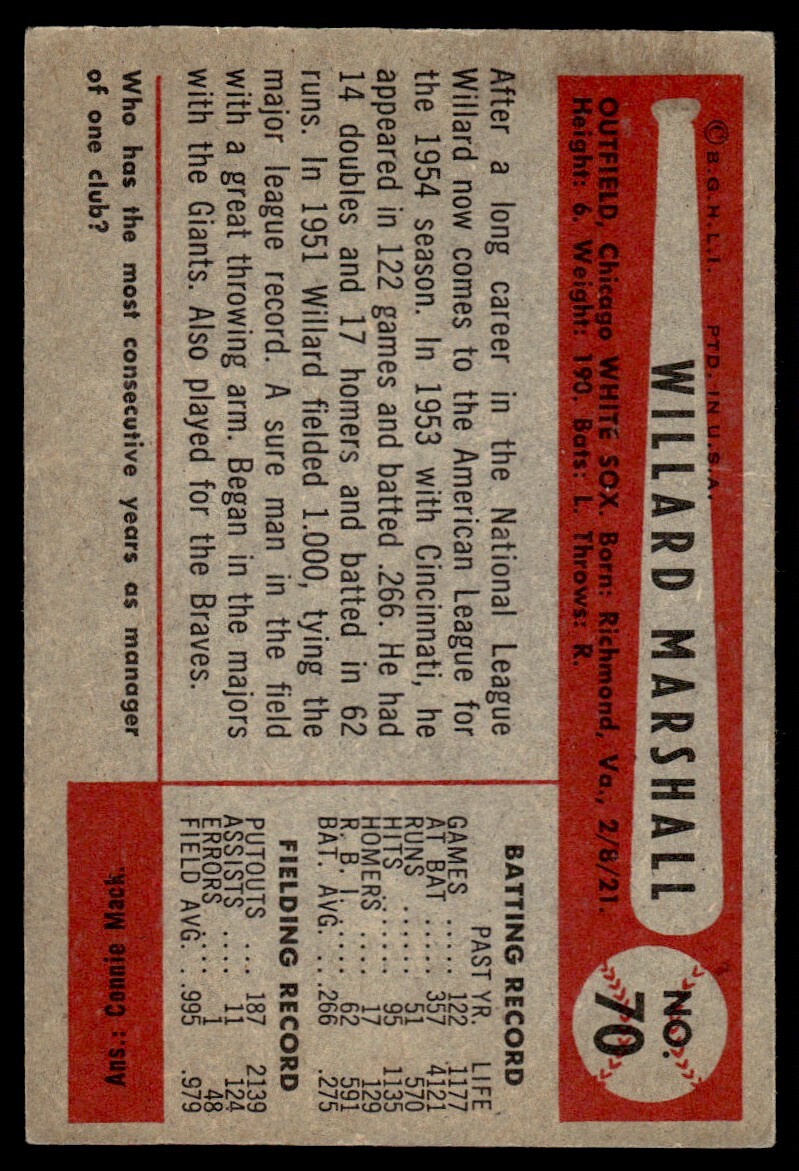 © B.G.H.L.I. PTD. IN U.S.A.
WILLARD MARSHALL
NO.
70
OUTFIELD, Chicago WHITE SOX. Born: Richmond, Va., 2/8/21.
Height: 6. Weight: 190. Bats: L. Throws: R.
After a long career in the National League
Willard now comes to the American League for
the 1954 season. In 1953 with Cincinnati, he
appeared in 122 games and batted .266. He had
14 doubles and 17 homers and batted in 62
runs. In 1951 Willard fielded 1.000, tying the
major league record. A sure man in the field
with a great throwing arm. Began in the majors
with the Giants. Also played for the Braves.
BATTING RECORD
PAST YR. LIFE
GAMES ..... 122 1177
AT BAT ..... 357 4121
RUNS ...... 51 570
HITS ...... 95 1135
HOMERS .... 17 129
R. B. I. .... 62 591
BAT. AVG. ...266 .275
FIELDING RECORD
PUTOUTS ... 187 2139
ASSISTS .... 11 124
ERRORS .... 1 48
FIELD AVG. ..995 .979
Who has the most consecutive years as manager
of one club?
Ans.: Connie Mack.